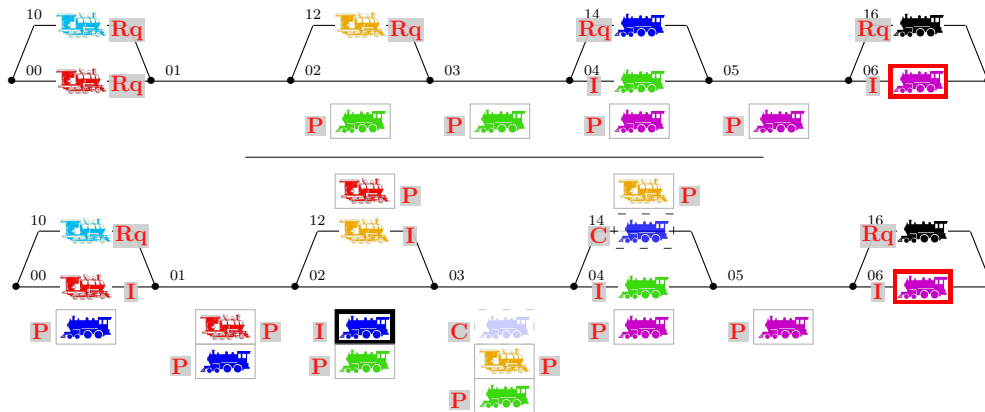 10 Rq 12 Rq 14 Rq 16 Rq
00 Rq 01 02 03 04 I 05 06 I
P P P P
P P
10 Rq 12 I 14 C 16 Rq
00 I 01 02 03 04 I 05 06 I
P P I C P P
P P P
P